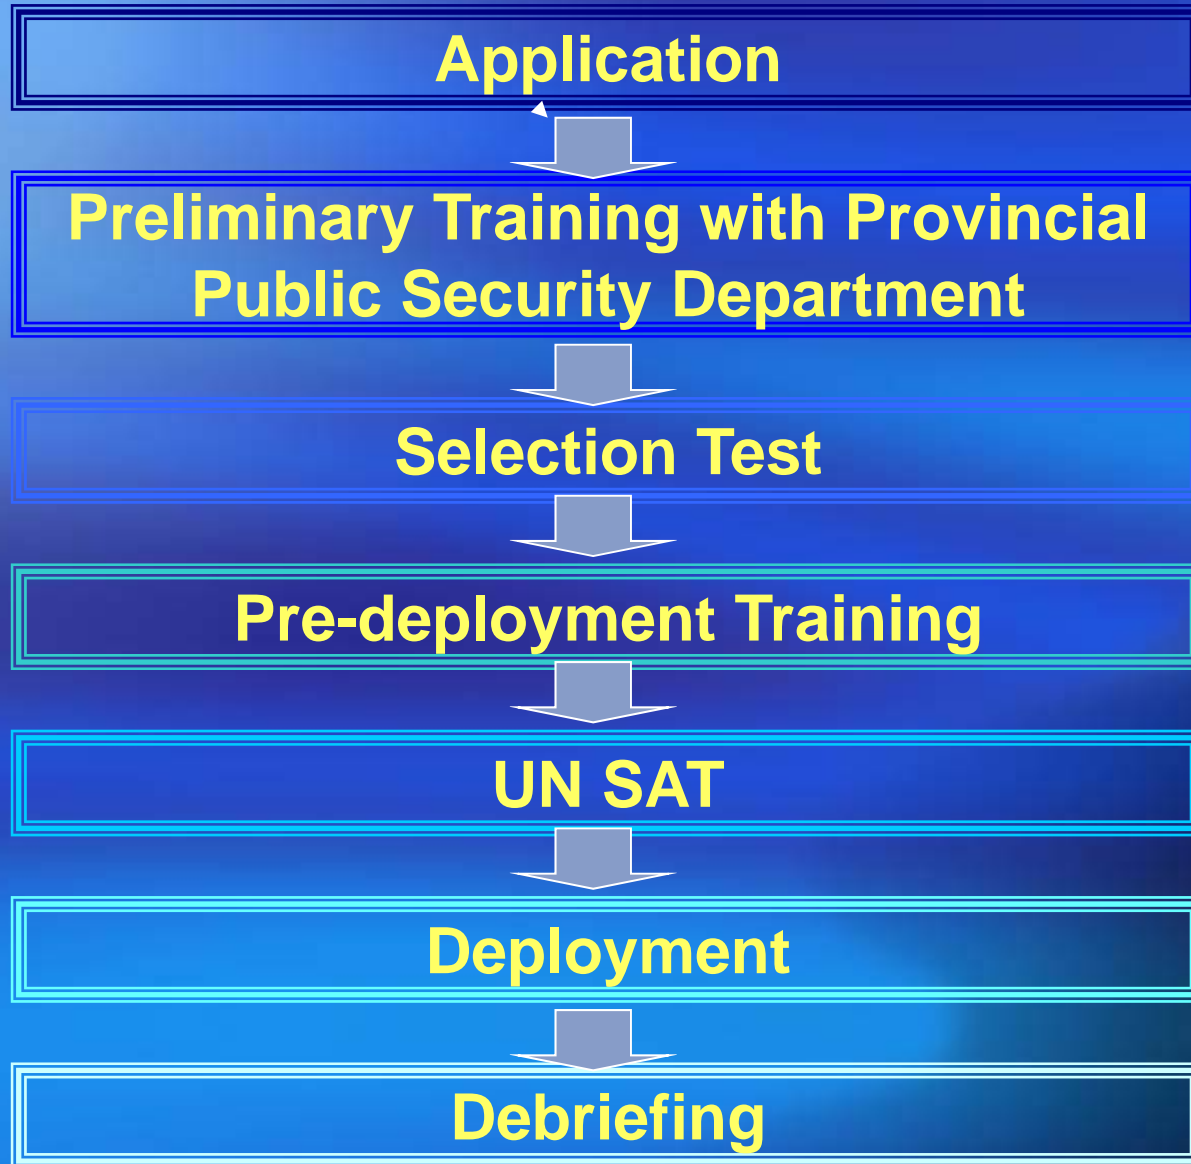 Application
Preliminary Training with Provincial
Public Security Department
Selection Test
Pre-deployment Training
UN SAT
Deployment
Debriefing